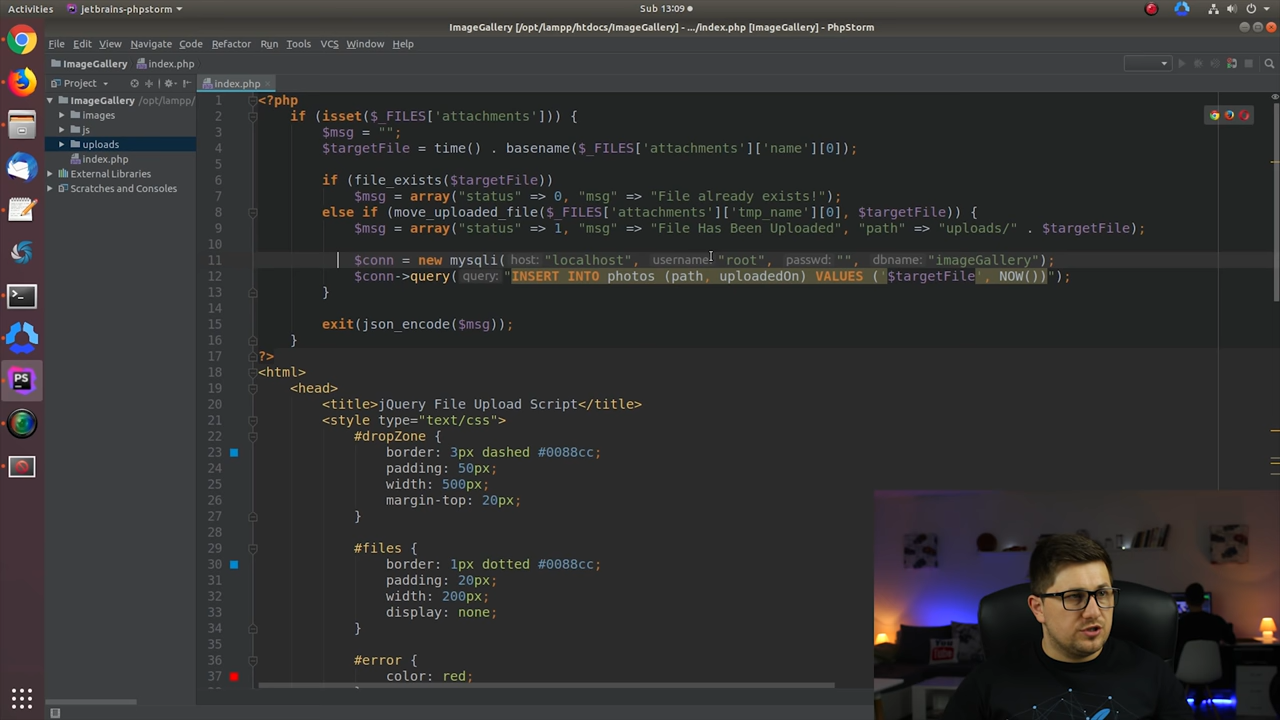 Activities
jetbrains-phpstorm
Sub 13:09
ImageGallery [/opt/lampp/htdocs/ImageGallery] - .../index.php [ImageGallery] - PhpStorm
File Edit View Navigate Code Refactor Run Tools VCS Window Help
ImageGallery index.php
Project
index.php
ImageGallery /opt/lampp/
images
js
uploads
index.php
External Libraries
Scratches and Consoles
1 <?php
2 if (isset($_FILES['attachments'])) {
3 $msg = "";
4 $targetFile = time() . basename($_FILES['attachments']['name'][0]);
5
6 if (file_exists($targetFile))
7 $msg = array("status" => 0, "msg" => "File already exists!");
8 else if (move_uploaded_file($_FILES['attachments']['tmp_name'][0], $targetFile)) {
9 $msg = array("status" => 1, "msg" => "File Has Been Uploaded", "path" => "uploads/" . $targetFile);
10
11 $conn = new mysqli( host: "localhost", username: "root", passwd: "", dbname: "imageGallery");
12 $conn->query( query: "INSERT INTO photos (path, uploadedOn) VALUES ('$targetFile', NOW())");
13 }
14
15 exit(json_encode($msg));
16 }
17 ?>
18 <html>
19 <head>
20 <title>jQuery File Upload Script</title>
21 <style type="text/css">
22 #dropZone {
23 border: 3px dashed #0088cc;
24 padding: 50px;
25 width: 500px;
26 margin-top: 20px;
27 }
28
29 #files {
30 border: 1px dotted #0088cc;
31 padding: 20px;
32 width: 200px;
33 display: none;
34 }
35
36 #error {
37 color: red;
PS